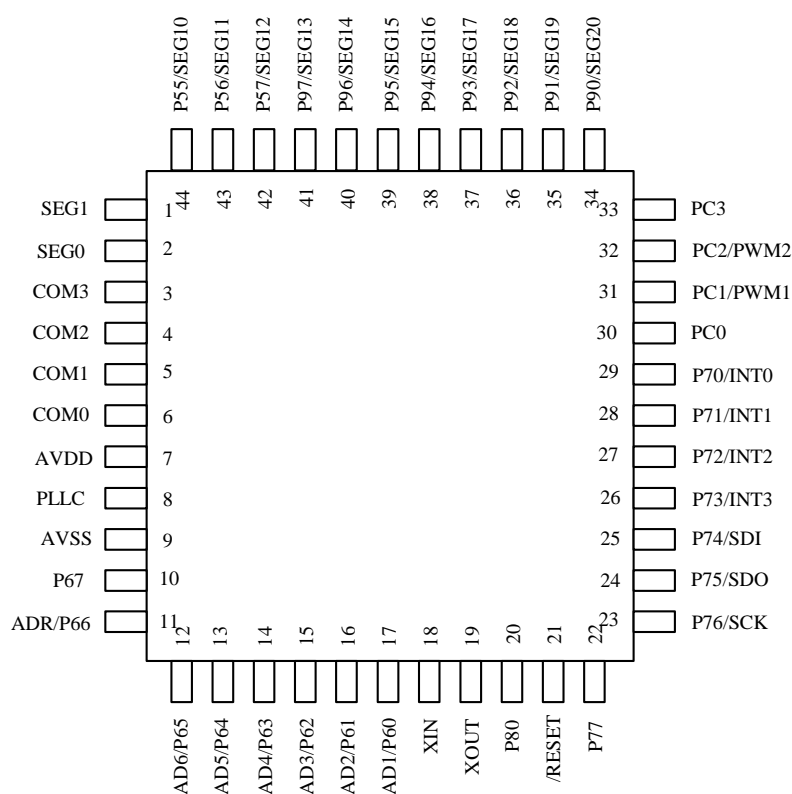 P55/SEG10
P56/SEG11
P57/SEG12
P97/SEG13
P96/SEG14
P95/SEG15
P94/SEG16
P93/SEG17
P92/SEG18
P91/SEG19
P90/SEG20
44
43
42
41
40
39
38
37
36
35
34
SEG1 1 33 PC3
SEG0 2 32 PC2/PWM2
COM3 3 31 PC1/PWM1
COM2 4 30 PC0
COM1 5 29 P70/INT0
COM0 6 28 P71/INT1
AVDD 7 27 P72/INT2
PLLC 8 26 P73/INT3
AVSS 9 25 P74/SDI
P67 10 24 P75/SDO
ADR/P66 11 23 P76/SCK
12
13
14
15
16
17
18
19
20
21
22
AD6/P65
AD5/P64
AD4/P63
AD3/P62
AD2/P61
AD1/P60
XIN
XOUT
P80
/RESET
P77